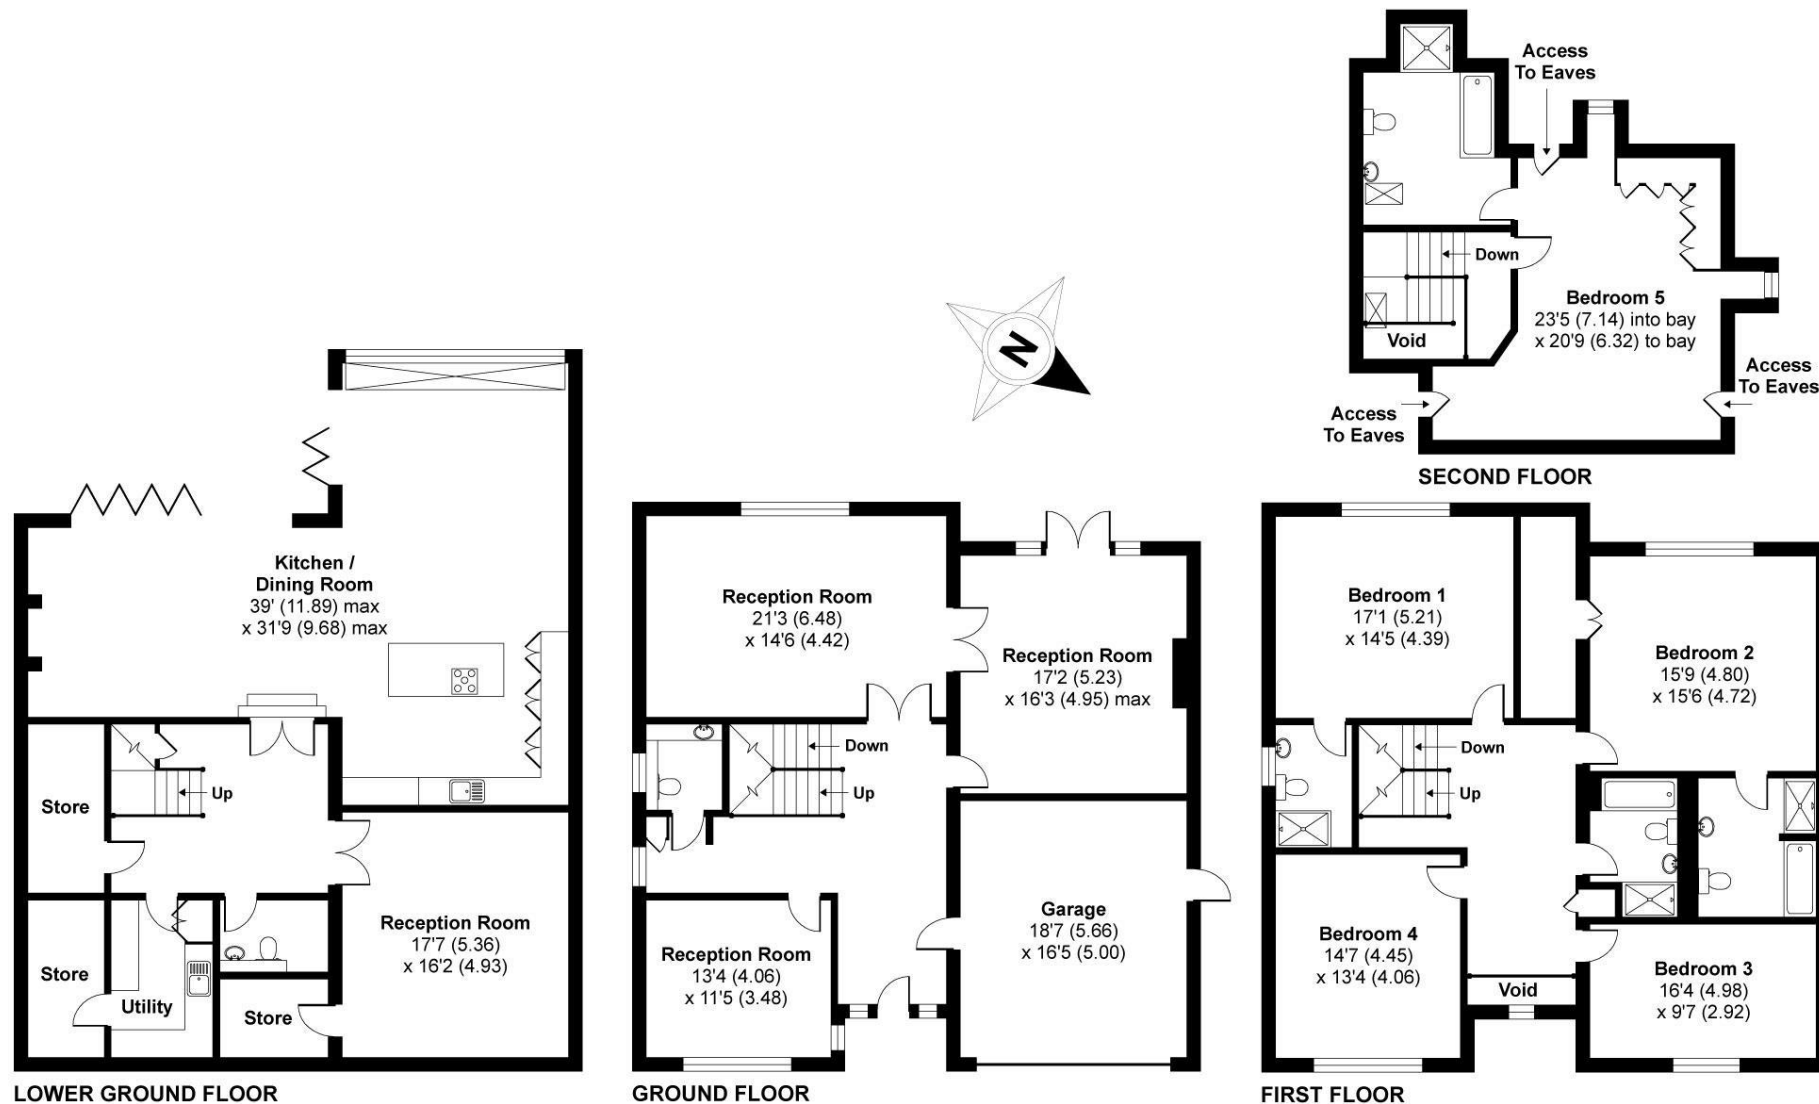 Access
To Eaves
Down
Bedroom 5
23'5 (7.14) into bay
x 20'9 (6.32) to bay
Void
Access
To Eaves
Access
To Eaves
SECOND FLOOR
N
Kitchen /
Dining Room
39' (11.89) max
x 31'9 (9.68) max
Up
Store
Store
Utility
Store
Reception Room
17'7 (5.36)
x 16'2 (4.93)
LOWER GROUND FLOOR
Reception Room
21'3 (6.48)
x 14'6 (4.42)
Reception Room
17'2 (5.23)
x 16'3 (4.95) max
Down
Up
Garage
18'7 (5.66)
x 16'5 (5.00)
Reception Room
13'4 (4.06)
x 11'5 (3.48)
GROUND FLOOR
Bedroom 1
17'1 (5.21)
x 14'5 (4.39)
Bedroom 2
15'9 (4.80)
x 15'6 (4.72)
Down
Up
Bedroom 4
14'7 (4.45)
x 13'4 (4.06)
Void
Bedroom 3
16'4 (4.98)
x 9'7 (2.92)
FIRST FLOOR